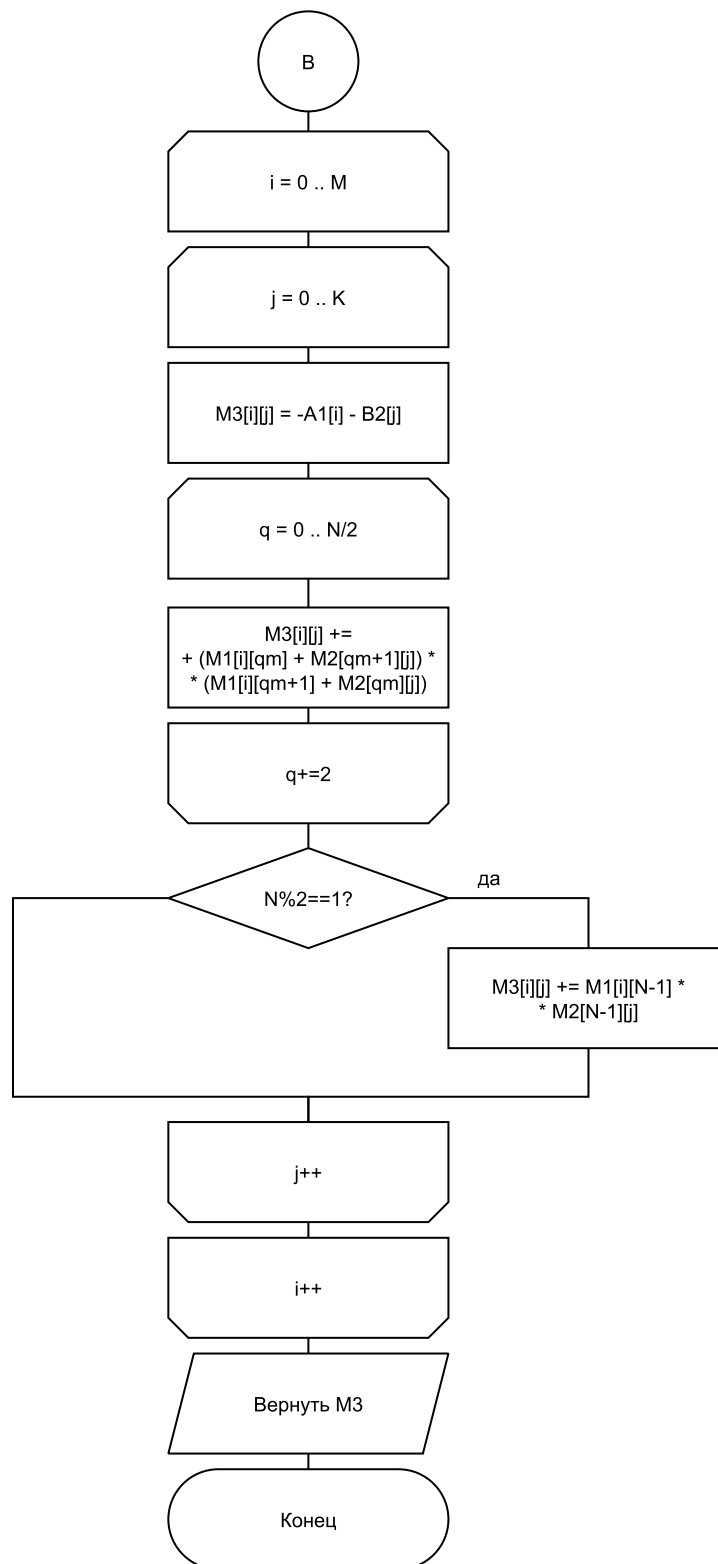 B
i = 0 .. M
j = 0 .. K
M3[i][j] = -A1[i] - B2[j]
q = 0 .. N/2
M3[i][j] +=
+ (M1[i][qm] + M2[qm+1][j]) *
* (M1[i][qm+1] + M2[qm][j])
q+=2
N%2==1?
да
M3[i][j] += M1[i][N-1] *
* M2[N-1][j]
j++
i++
Вернуть M3
Конец